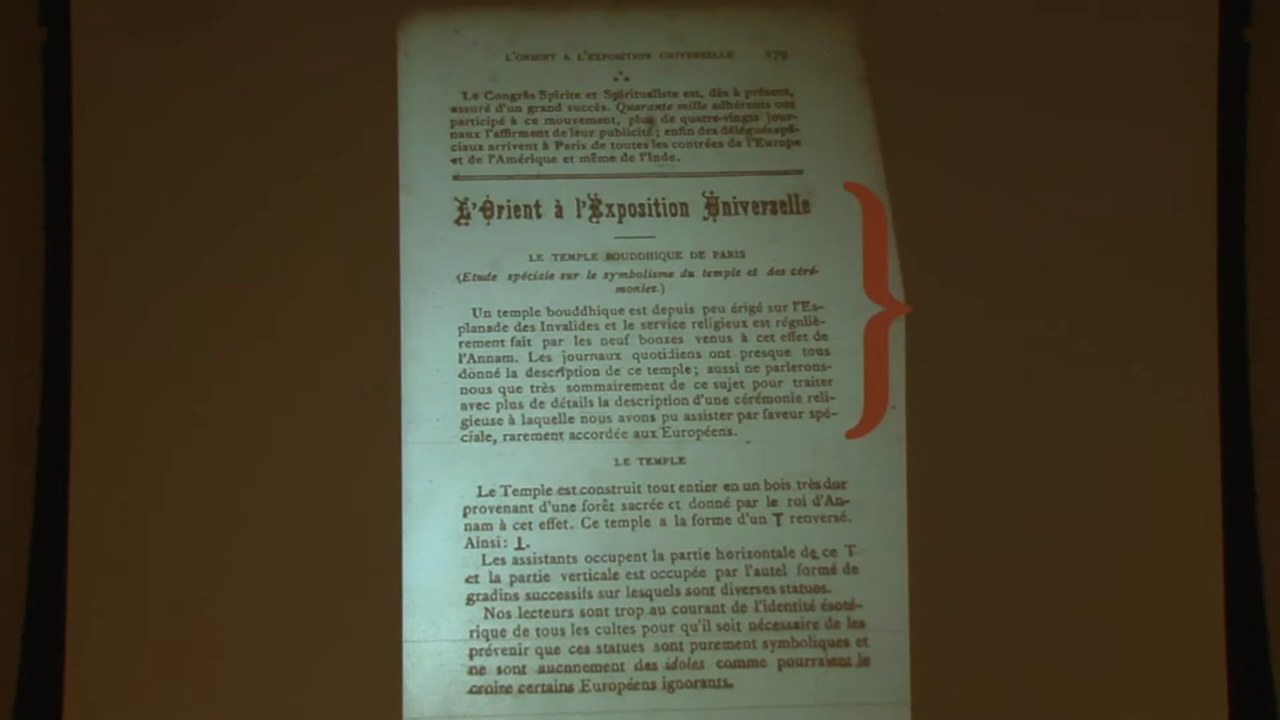 L'ORIENT A L'EXPOSITION UNIVERSELLE 279
Le Congrès Spirite et Spiritualiste est, dès à présent,
assuré d'un grand succès. Quarante mille adhérents ont
participé à ce mouvement, plus de quatre-vingts jour-
naux l'affirment de leur publicité; enfin des délégués spé-
ciaux arrivent à Paris de toutes les contrées de l'Europe
et de l'Amérique et même de l'Inde.
L'Orient à l'Exposition Universelle
LE TEMPLE BOUDDHIQUE DE PARIS
(Etude spéciale sur le symbolisme du temple et des céré-
monies.)
Un temple bouddhique est depuis peu érigé sur l'Es-
planade des Invalides et le service religieux est réguliè-
rement fait par les neuf bonzes venus à cet effet de
l'Annam. Les journaux quotidiens ont presque tous
donné la description de ce temple; aussi ne parlerons-
nous que très sommairement de ce sujet pour traiter
avec plus de détails la description d'une cérémonie reli-
gieuse à laquelle nous avons pu assister par faveur spé-
ciale, rarement accordée aux Européens.
LE TEMPLE
Le Temple est construit tout entier en un bois très dur
provenant d'une forêt sacrée et donné par le roi d'An-
nam à cet effet. Ce temple a la forme d'un T renversé.
Ainsi: ⊥.
Les assistants occupent la partie horizontale de ce T
et la partie verticale est occupée par l'autel formé de
gradins successifs sur lesquels sont diverses statues.
Nos lecteurs sont trop au courant de l'identité ésoté-
rique de tous les cultes pour qu'il soit nécessaire de les
prévenir que ces statues sont purement symboliques et
ne sont aucunnement des idoles comme pourraient le
croire certains Européens ignorants.